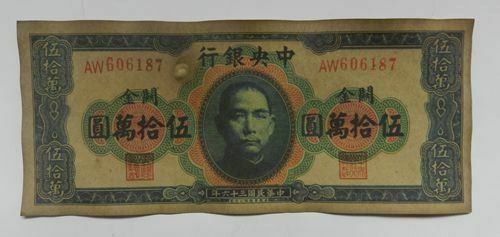 中央銀行
AW606187
AW606187
關金
伍拾萬圓
關金
伍拾萬圓
伍拾萬
伍拾萬
伍拾萬
伍拾萬
中華民國三十六年